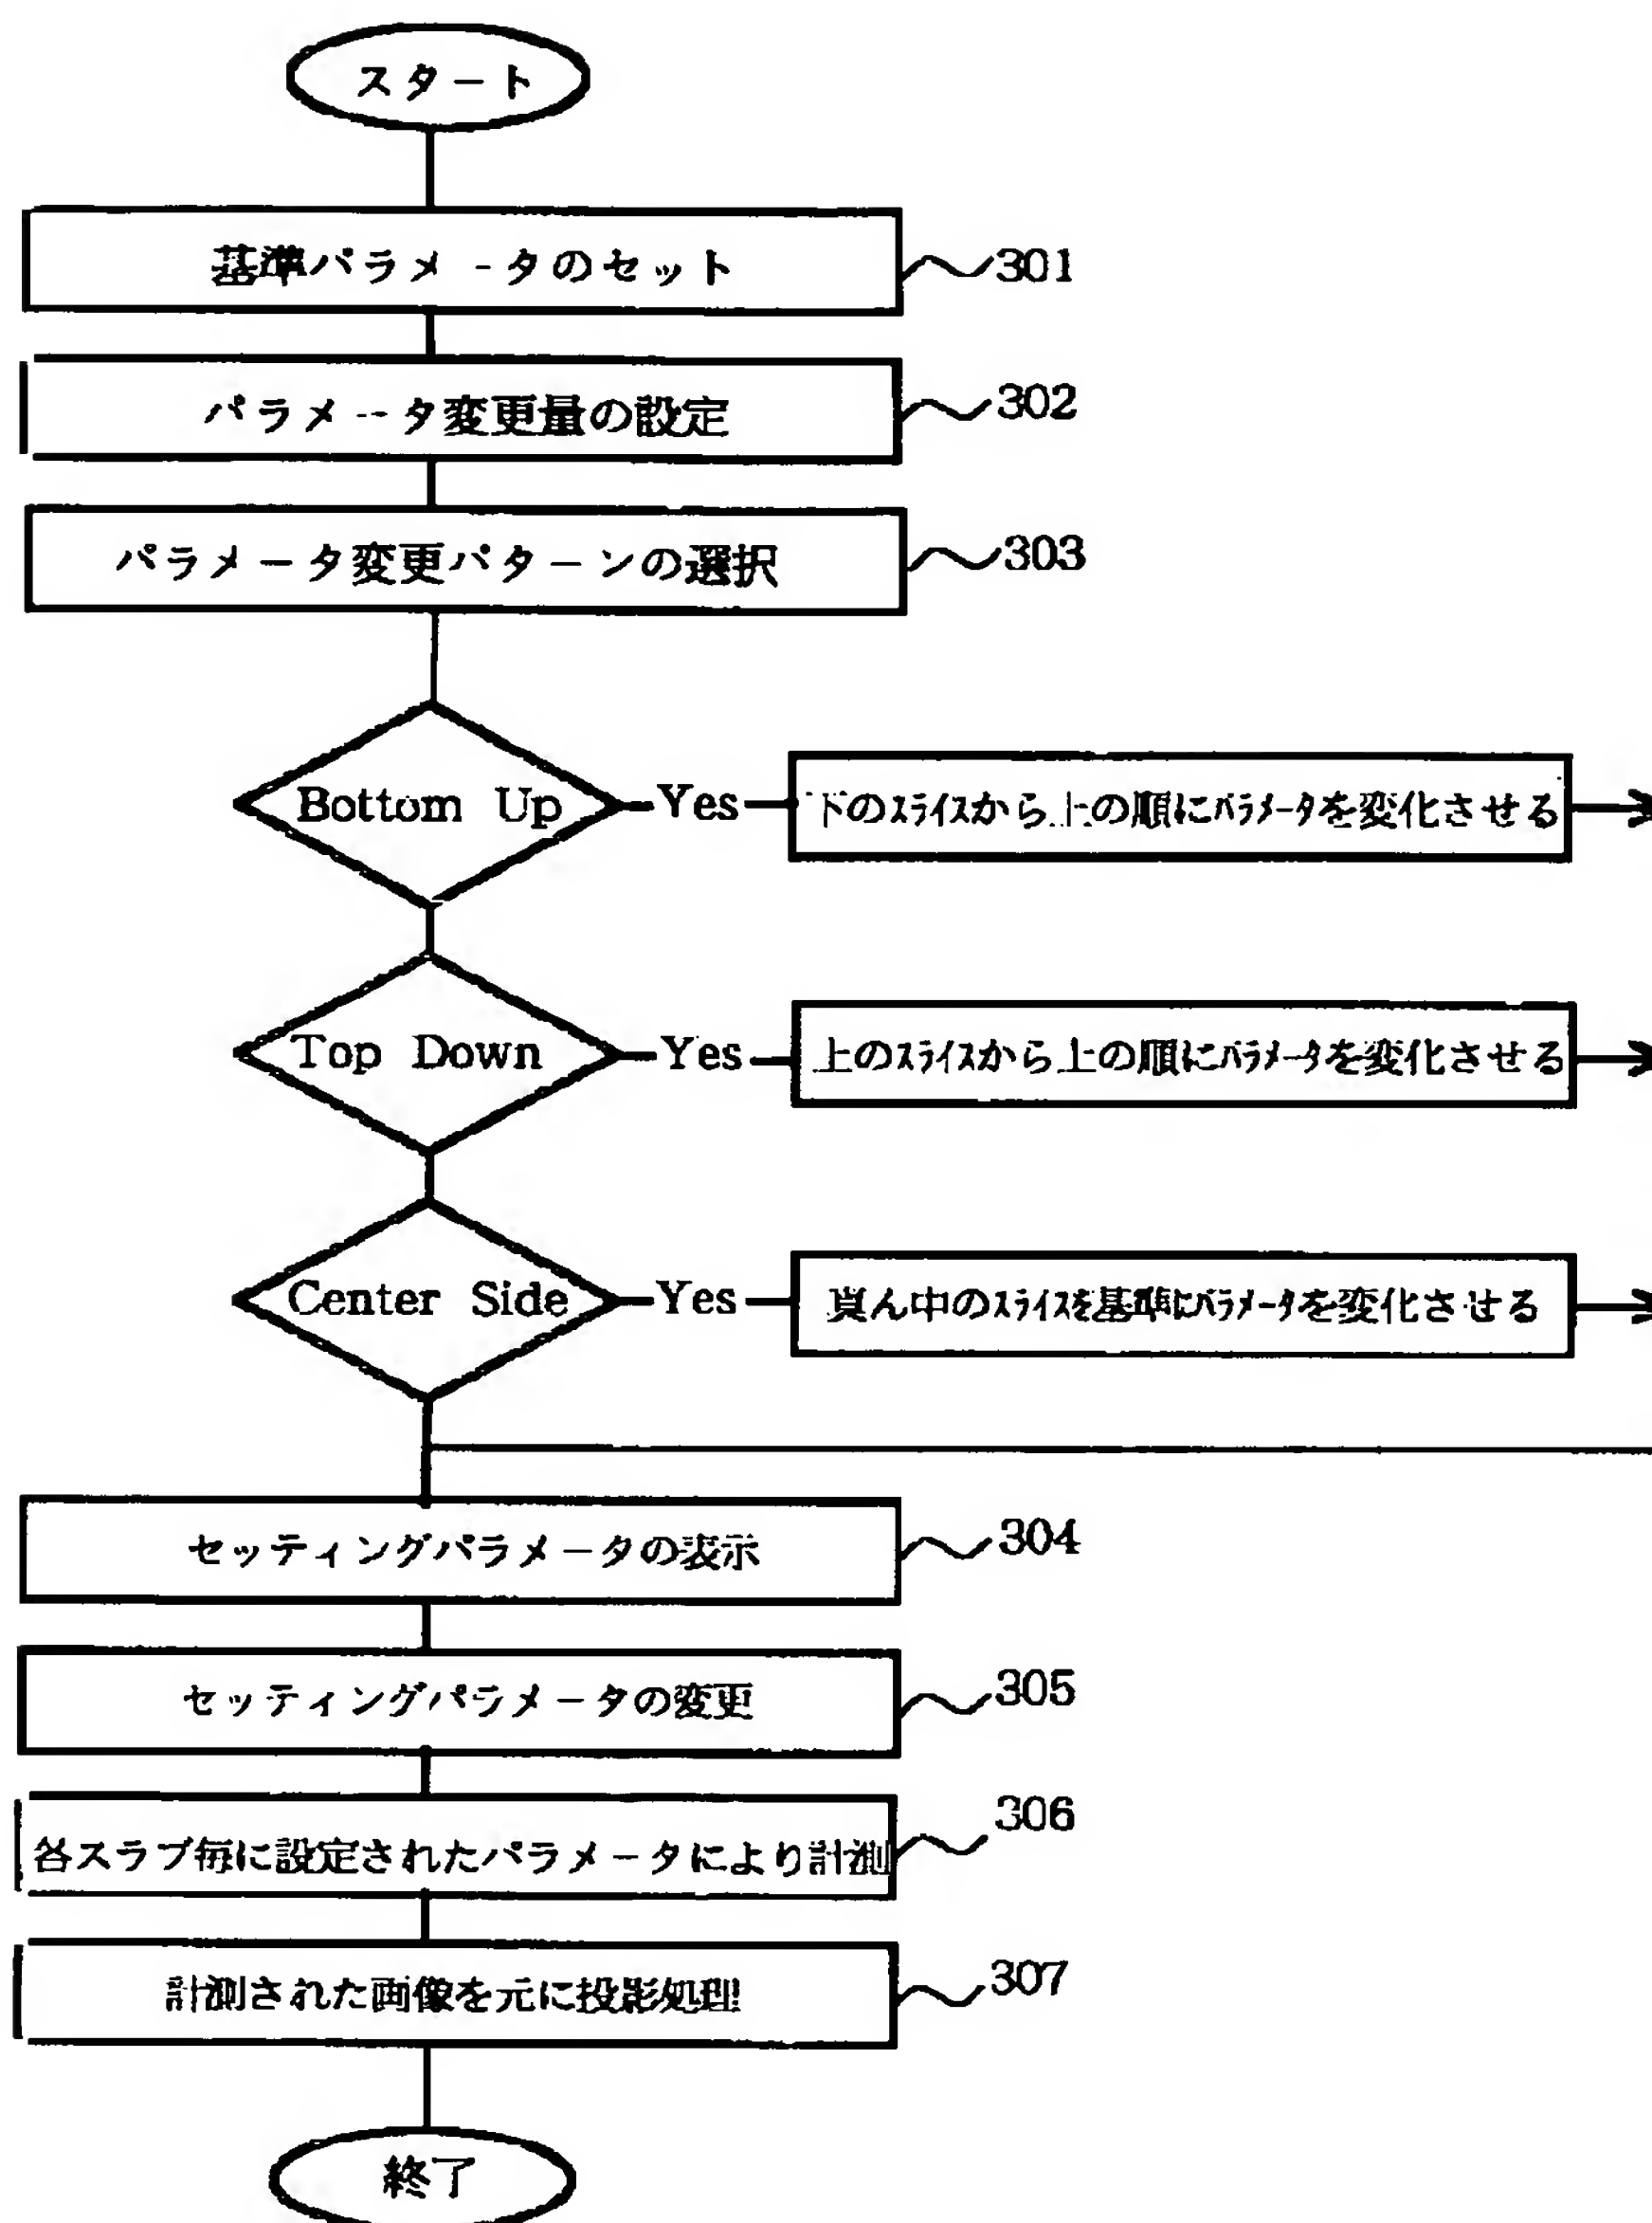 スタート
基準パラメータのセット
301
パラメータ変更量の設定
302
パラメータ変更パターンの選択
303
Bottom Up
Yes
下のスライスから上の順にパラメータを変化させる
Top Down
Yes
上のスライスから上の順にパラメータを変化させる
Center Side
Yes
真ん中のスライスを基準にパラメータを変化させる
セッティングパラメータの表示
304
セッティングパラメータの変更
305
各スラブ毎に設定されたパラメータにより計測
306
計測された画像を元に投影処理
307
終了